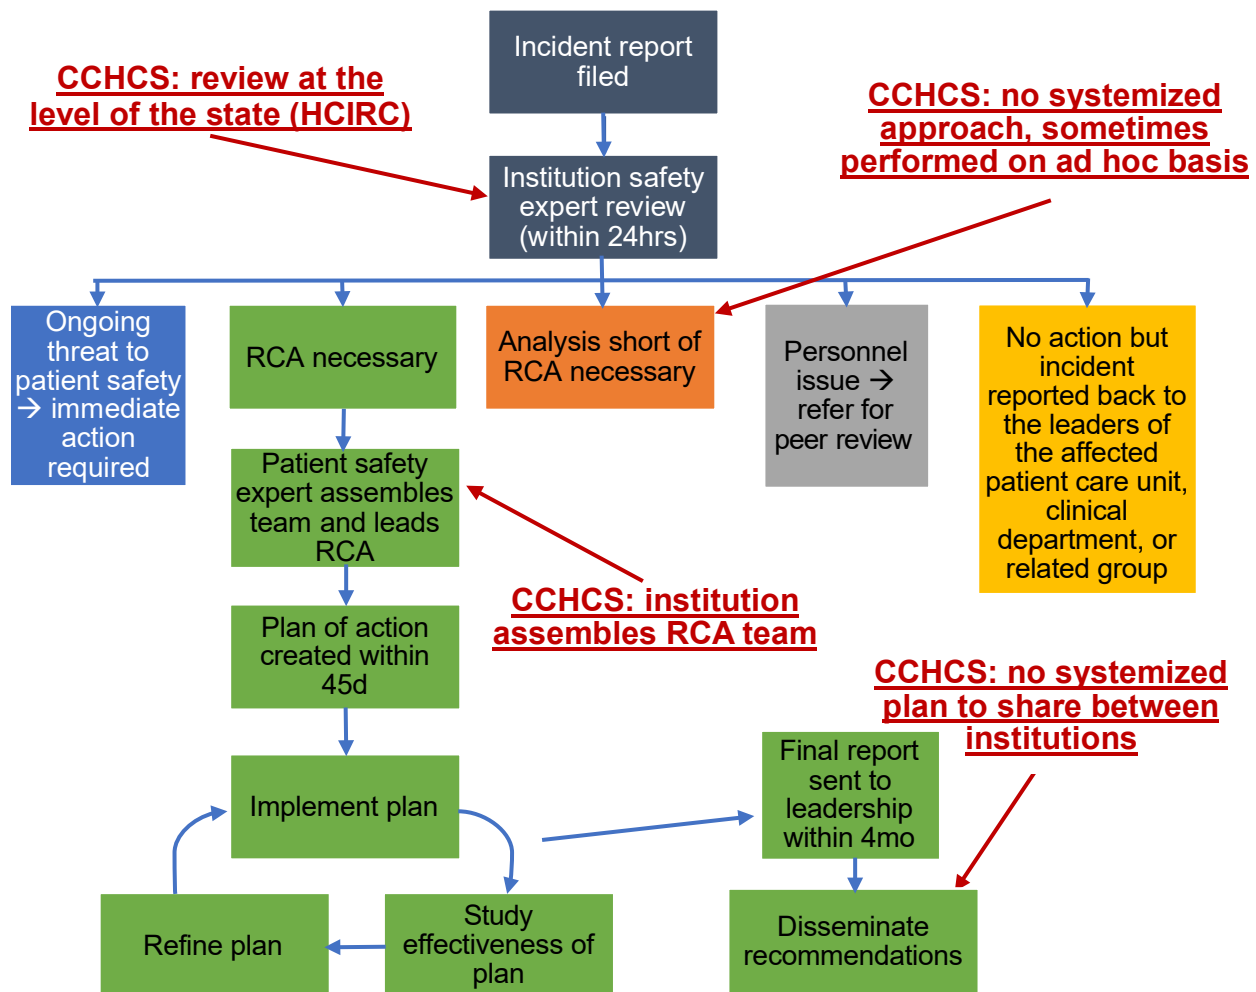 Incident report
filed
CCHCS: review at the
level of the state (HCIRC)
CCHCS: no systemized
approach, sometimes
performed on ad hoc basis
Institution safety
expert review
(within 24hrs)
Ongoing
threat to
patient safety
→ immediate
action
required
RCA necessary
Analysis short of
RCA necessary
Personnel
issue →
refer for
peer review
No action but
incident
reported back to
the leaders of
the affected
patient care unit,
clinical
department, or
related group
Patient safety
expert assembles
team and leads
RCA
CCHCS: institution
assembles RCA team
Plan of action
created within
45d
CCHCS: no systemized
plan to share between
institutions
Implement plan
Final report
sent to
leadership
within 4mo
Refine plan
Study
effectiveness of
plan
Disseminate
recommendations